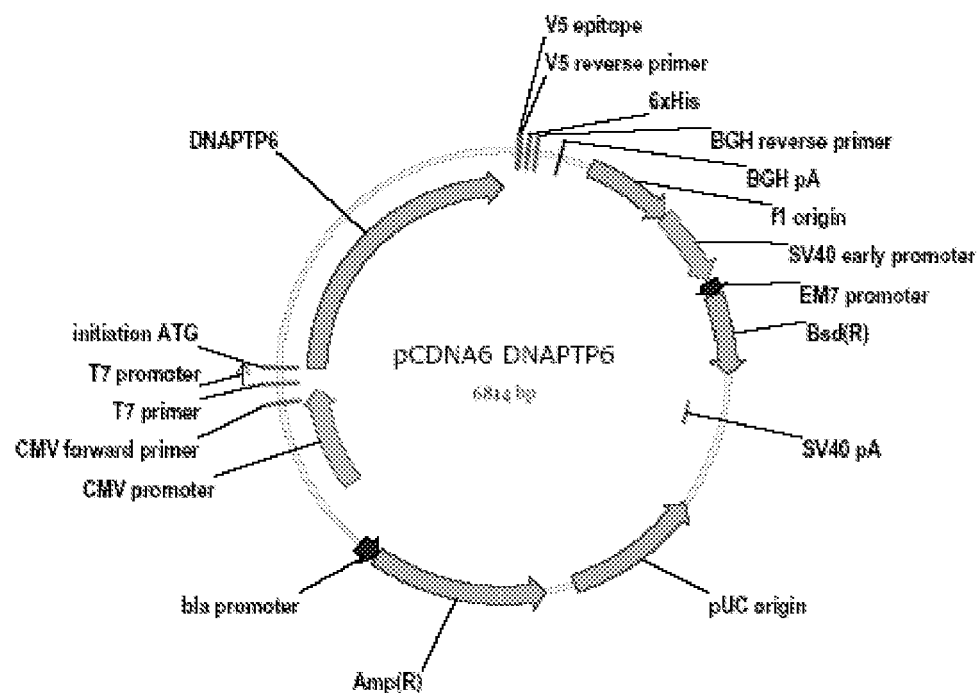 V5 epitope
V5 reverse primer
6xHis
BGH reverse primer
BGH pA
f1 origin
SV40 early promoter
EM7 promoter
Bsd(R)
SV40 pA
pUC origin
Amp(R)
bla promoter
CMV promoter
CMV forward primer
T7 primer
T7 promoter
initiation ATG
DNAPTP6
pCDNA6 DNAPTP6
6814 bp